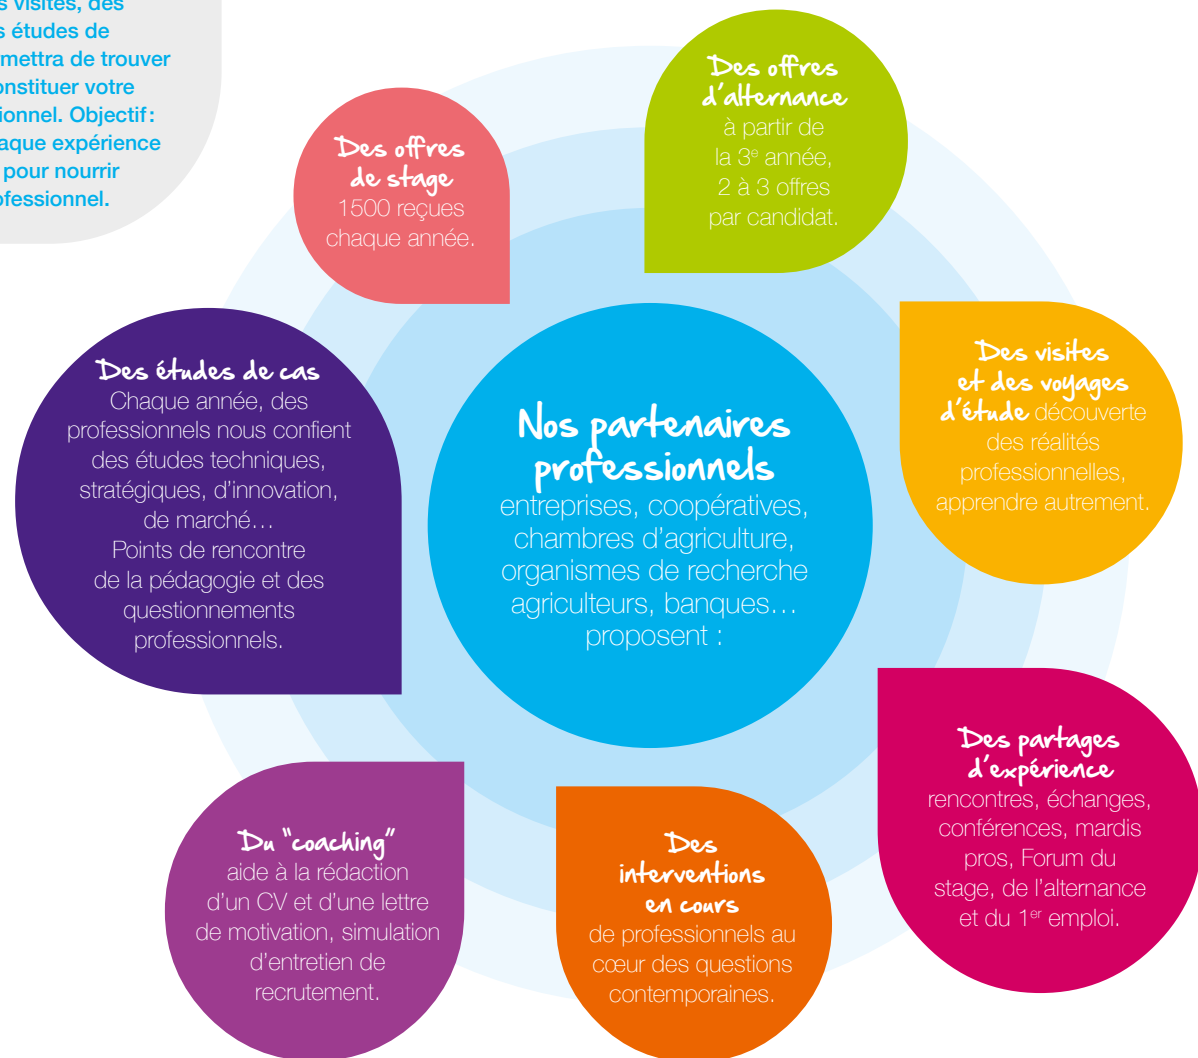 s visites, des
s études de
mettra de trouver
onstituer votre
ionnel. Objectif :
aque expérience
pour nourrir
ofessionnel.
Des offres
de stage
1500 reçues
chaque année.
Des offres
d'alternance
à partir de
la 3e année,
2 à 3 offres
par candidat.
Des visites
et des voyages
d'étude découverte
des réalités
professionnelles,
apprendre autrement.
Des études de cas
Chaque année, des
professionnels nous confient
des études techniques,
stratégiques, d'innovation,
de marché…
Points de rencontre
de la pédagogie et des
questionnements
professionnels.
Nos partenaires
professionnels
entreprises, coopératives,
chambres d'agriculture,
organismes de recherche
agriculteurs, banques…
proposent :
Des partages
d'expérience
rencontres, échanges,
conférences, mardis
pros, Forum du
stage, de l'alternance
et du 1er emploi.
Du "coaching"
aide à la rédaction
d'un CV et d'une lettre
de motivation, simulation
d'entretien de
recrutement.
Des
interventions
en cours
de professionnels au
cœur des questions
contemporaines.